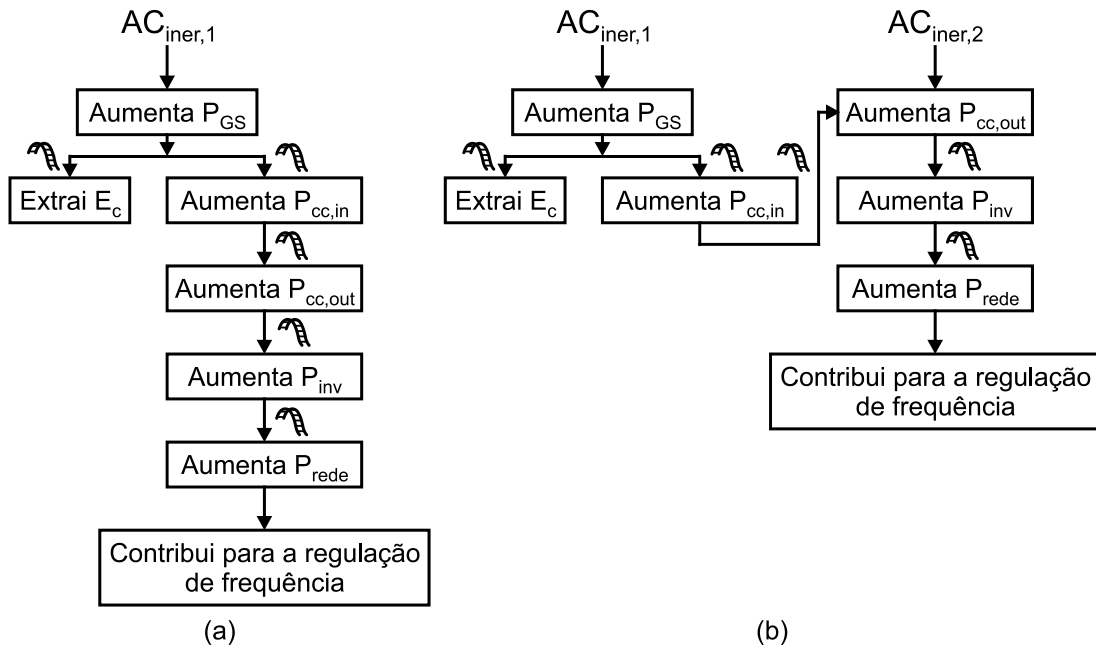 AC_iner,1
Aumenta P_GS
Extrai E_c
Aumenta P_cc,in
Aumenta P_cc,out
Aumenta P_inv
Aumenta P_rede
Contribui para a regulação
de frequência
(a)
AC_iner,1
Aumenta P_GS
Extrai E_c
Aumenta P_cc,in
AC_iner,2
Aumenta P_cc,out
Aumenta P_inv
Aumenta P_rede
Contribui para a regulação
de frequência
(b)